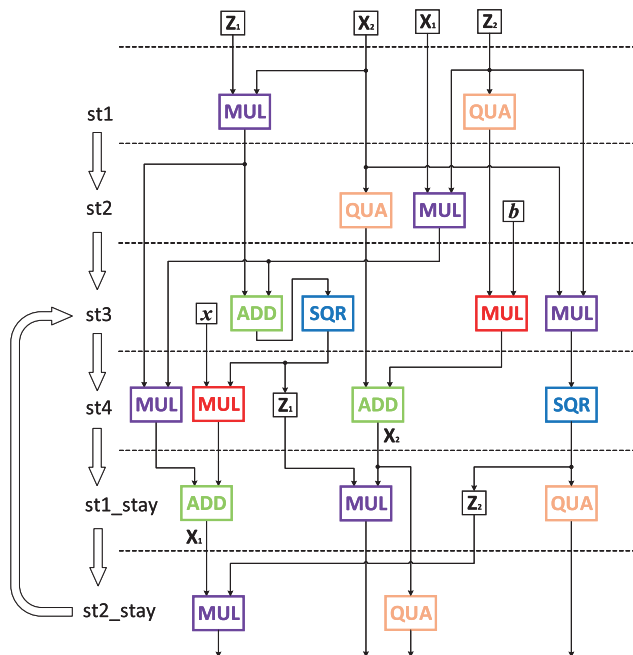 Z₁ X₂ X₁ Z₂
st1 MUL QUA
st2 QUA MUL b
st3 x ADD SQR MUL MUL
st4 MUL MUL Z₁ ADD SQR
X₂
st1_stay ADD MUL Z₂ QUA
X₁
st2_stay MUL QUA